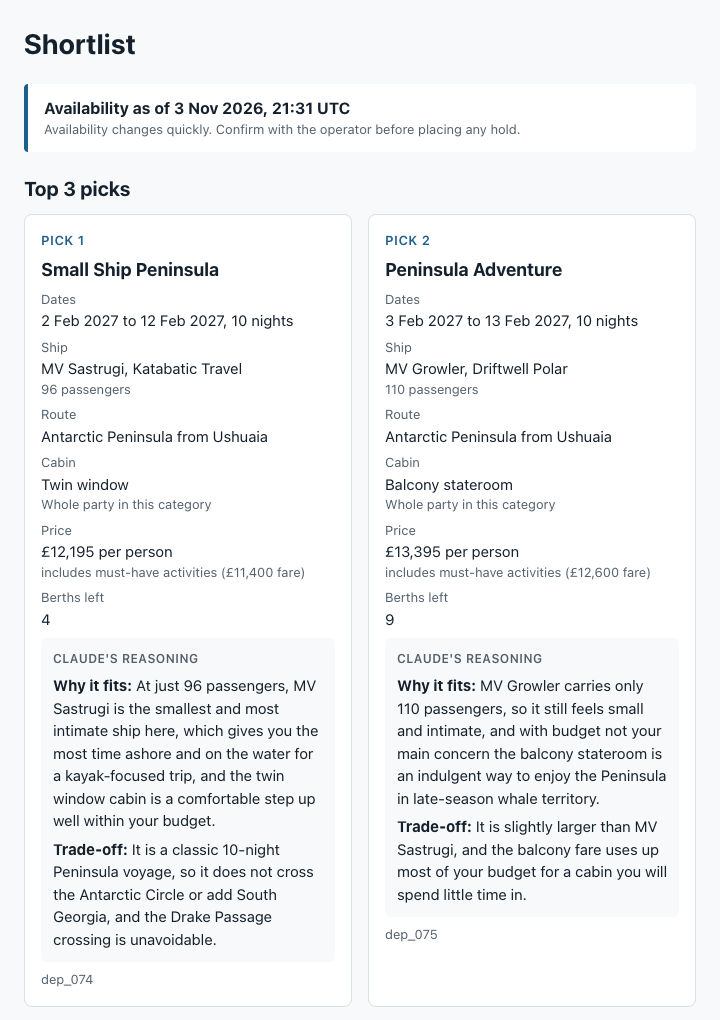 Shortlist
Availability as of 3 Nov 2026, 21:31 UTC
Availability changes quickly. Confirm with the operator before placing any hold.
Top 3 picks
PICK 1
Small Ship Peninsula
Dates
2 Feb 2027 to 12 Feb 2027, 10 nights
Ship
MV Sastrugi, Katabatic Travel
96 passengers
Route
Antarctic Peninsula from Ushuaia
Cabin
Twin window
Whole party in this category
Price
£12,195 per person
includes must-have activities (£11,400 fare)
Berths left
4
CLAUDE'S REASONING
Why it fits: At just 96 passengers, MV
Sastrugi is the smallest and most
intimate ship here, which gives you the
most time ashore and on the water for
a kayak-focused trip, and the twin
window cabin is a comfortable step up
well within your budget.
Trade-off: It is a classic 10-night
Peninsula voyage, so it does not cross
the Antarctic Circle or add South
Georgia, and the Drake Passage
crossing is unavoidable.
dep_074
PICK 2
Peninsula Adventure
Dates
3 Feb 2027 to 13 Feb 2027, 10 nights
Ship
MV Growler, Driftwell Polar
110 passengers
Route
Antarctic Peninsula from Ushuaia
Cabin
Balcony stateroom
Whole party in this category
Price
£13,395 per person
includes must-have activities (£12,600 fare)
Berths left
9
CLAUDE'S REASONING
Why it fits: MV Growler carries only
110 passengers, so it still feels small
and intimate, and with budget not your
main concern the balcony stateroom is
an indulgent way to enjoy the Peninsula
in late-season whale territory.
Trade-off: It is slightly larger than MV
Sastrugi, and the balcony fare uses up
most of your budget for a cabin you will
spend little time in.
dep_075